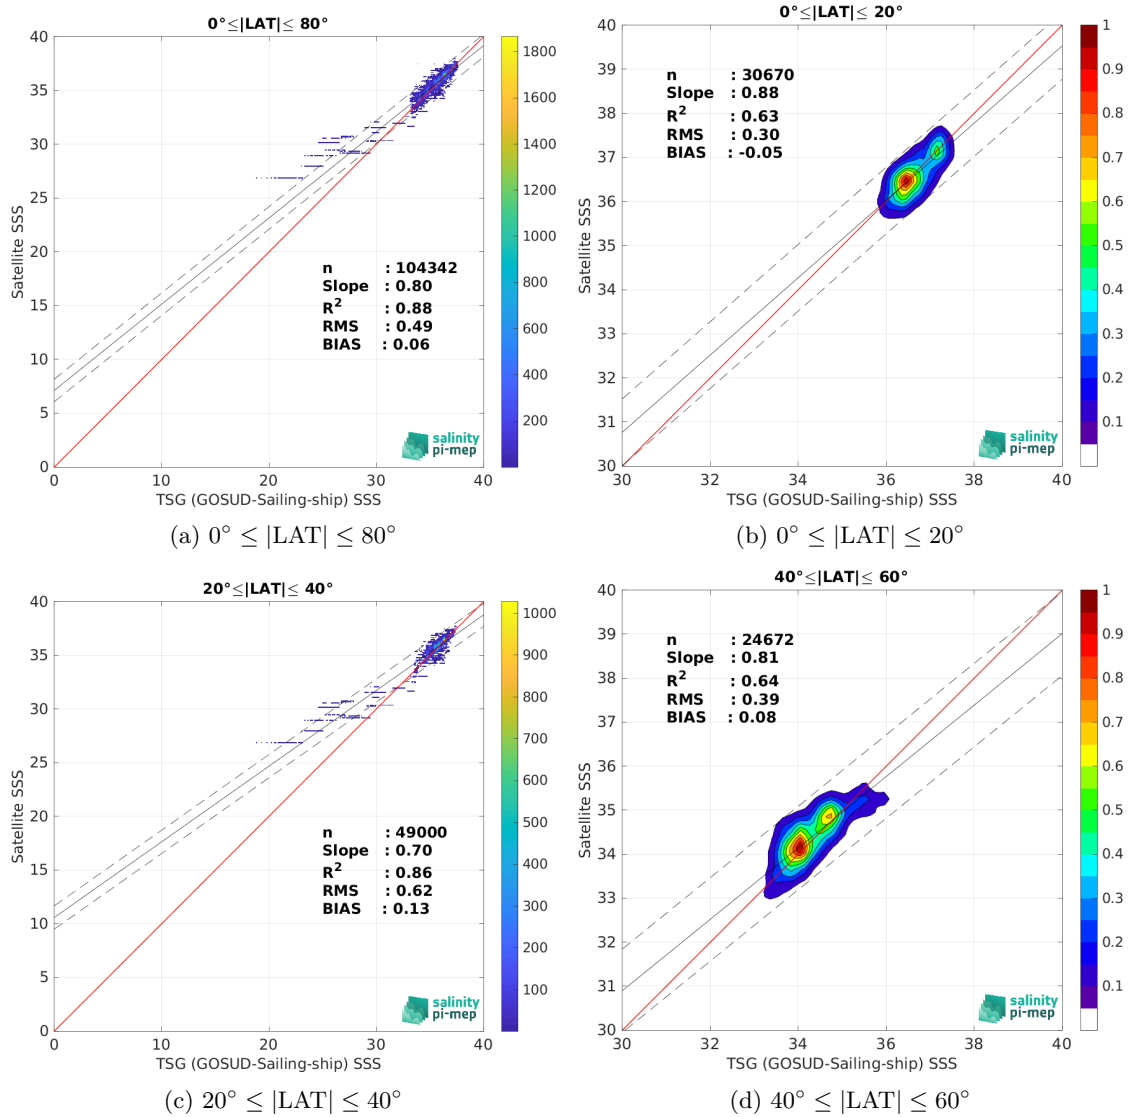 0°≤|LAT|≤ 80°
40
35
30
25
20
15
10
5
0
Satellite SSS
n : 104342
Slope : 0.80
R² : 0.88
RMS : 0.49
BIAS : 0.06
salinity
pi-mep
0 10 20 30 40
TSG (GOSUD-Sailing-ship) SSS
1800
1600
1400
1200
1000
800
600
400
200
(a) 0° ≤ |LAT| ≤ 80°
0°≤|LAT|≤ 20°
40
39
38
37
36
35
34
33
32
31
30
Satellite SSS
n : 30670
Slope : 0.88
R² : 0.63
RMS : 0.30
BIAS : -0.05
salinity
pi-mep
30 32 34 36 38 40
TSG (GOSUD-Sailing-ship) SSS
1
0.9
0.8
0.7
0.6
0.5
0.4
0.3
0.2
0.1
(b) 0° ≤ |LAT| ≤ 20°
20°≤|LAT|≤ 40°
40
35
30
25
20
15
10
5
0
Satellite SSS
n : 49000
Slope : 0.70
R² : 0.86
RMS : 0.62
BIAS : 0.13
salinity
pi-mep
0 10 20 30 40
TSG (GOSUD-Sailing-ship) SSS
1000
900
800
700
600
500
400
300
200
100
(c) 20° ≤ |LAT| ≤ 40°
40°≤|LAT|≤ 60°
40
39
38
37
36
35
34
33
32
31
30
Satellite SSS
n : 24672
Slope : 0.81
R² : 0.64
RMS : 0.39
BIAS : 0.08
salinity
pi-mep
30 32 34 36 38 40
TSG (GOSUD-Sailing-ship) SSS
1
0.9
0.8
0.7
0.6
0.5
0.4
0.3
0.2
0.1
(d) 40° ≤ |LAT| ≤ 60°